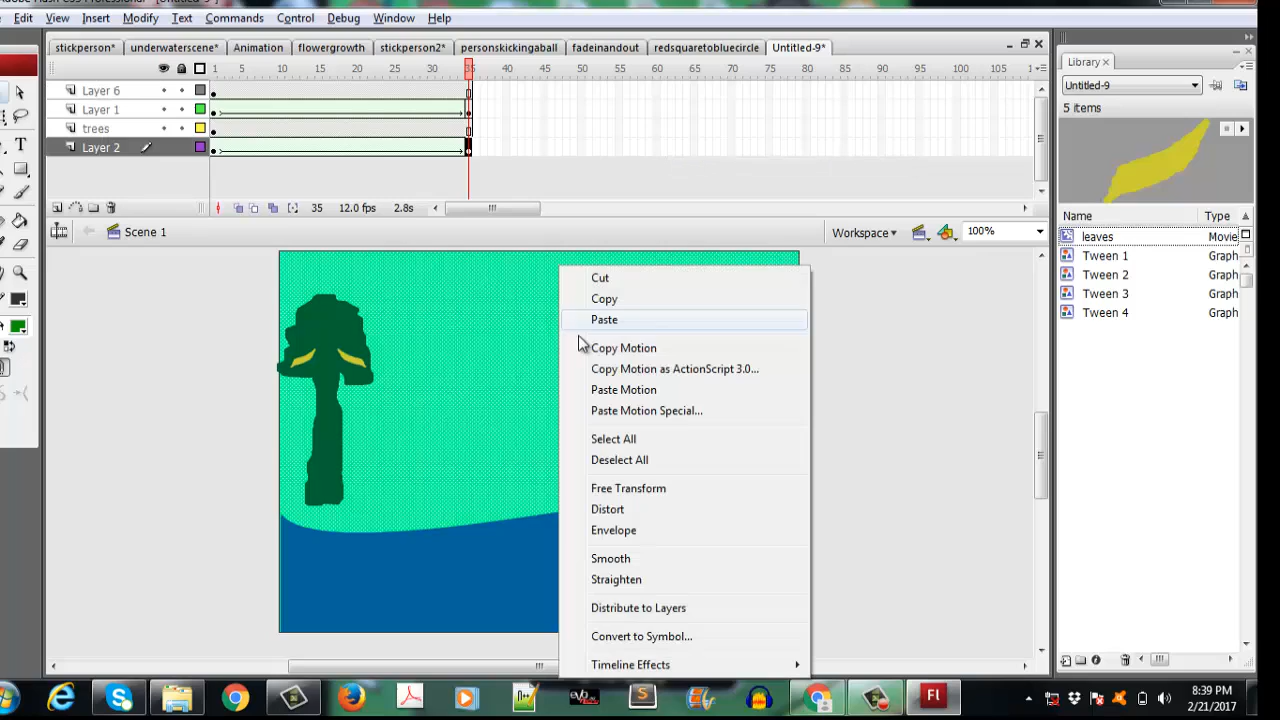 Edit View Insert Modify Text Commands Control Debug Window Help
stickperson* underwaterscene* Animation flowergrowth stickperson2* personskickingaball fadeinandout redsquaretobluecircle Untitled-9*
1 5 10 15 20 25 30 35 40 45 50 55 60 65 70 75 80 85 90 95 100 105
Layer 6
Layer 1
trees
Layer 2
35 12.0 fps 2.8s
Scene 1 Workspace 100%
Library
Untitled-9
5 items
Name Type
leaves Movie
Tween 1 Graph
Tween 2 Graph
Tween 3 Graph
Tween 4 Graph
Cut
Copy
Paste
Copy Motion
Copy Motion as ActionScript 3.0...
Paste Motion
Paste Motion Special...
Select All
Deselect All
Free Transform
Distort
Envelope
Smooth
Straighten
Distribute to Layers
Convert to Symbol...
Timeline Effects
Fl
8:39 PM
2/21/2017